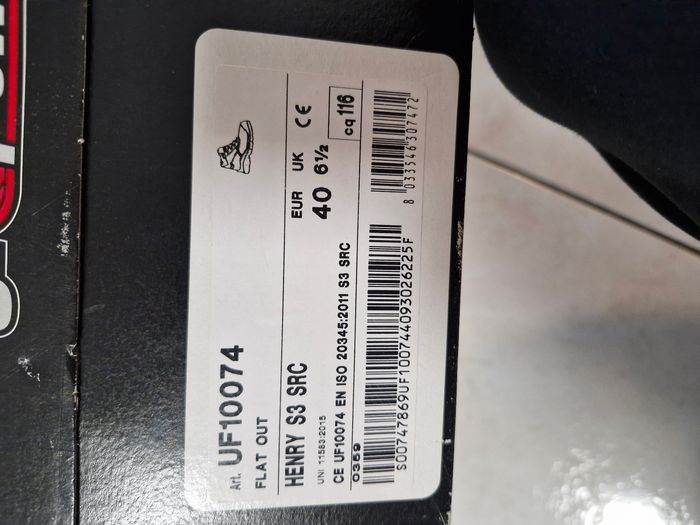 Art. UF10074
FLAT OUT
HENRY S3 SRC
EUR UK CE
40 6½
cq 116
UNI 11583:2015
CE UF10074 EN ISO 20345:2011 S3 SRC
0359
S00747869UF100744093026225F
8 033546 307472